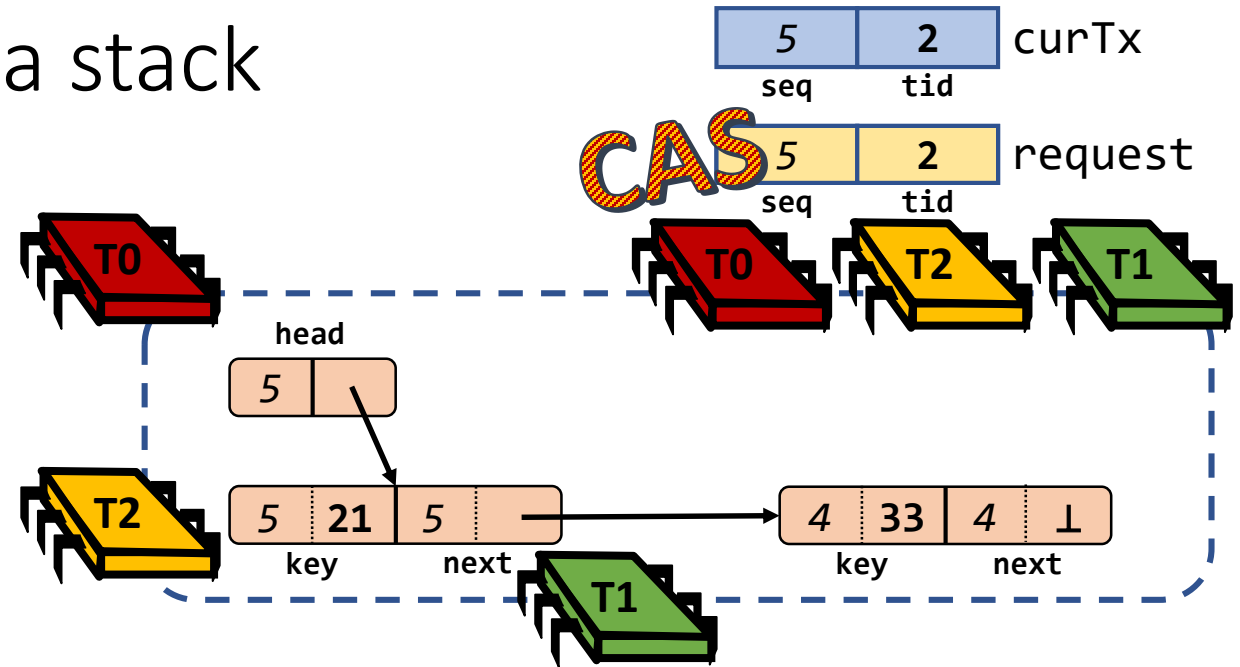 a stack
5 2 curTx
seq tid
CAS 5 2 request
seq tid
T0 T0 T2 T1
head
5
T2 5 21 5 4 33 4 ⊥
key next key next
T1